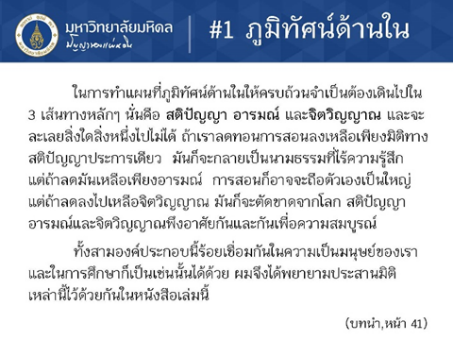 มหาวิทยาลัยมหิดล
ปัญญาของแผ่นดิน
#1 ภูมิทัศน์ด้านใน
ในการทำแผนที่ภูมิทัศน์ด้านในให้ครบถ้วนจำเป็นต้องเดินไปใน
3 เส้นทางหลักๆ นั่นคือ สติปัญญา อารมณ์ และจิตวิญญาณ และจะ
ละเลยสิ่งใดสิ่งหนึ่งไปไม่ได้ ถ้าเราลดทอนการสอนลงเหลือเพียงมิติทาง
สติปัญญาประการเดียว มันก็จะกลายเป็นนามธรรมที่ไร้ความรู้สึก
แต่ถ้าลดมันเหลือเพียงอารมณ์ การสอนก็อาจจะถือตัวเองเป็นใหญ่
แต่ถ้าลดลงไปเหลือจิตวิญญาณ มันก็จะตัดขาดจากโลก สติปัญญา
อารมณ์และจิตวิญญาณพึงอาศัยกันและกันเพื่อความสมบูรณ์
ทั้งสามองค์ประกอบนี้ร้อยเชื่อมกันในความเป็นมนุษย์ของเรา
และในการศึกษาก็เป็นเช่นนั้นได้ด้วย ผมจึงได้พยายามประสานมิติ
เหล่านี้ไว้ด้วยกันในหนังสือเล่มนี้
(บทนำ,หน้า 41)